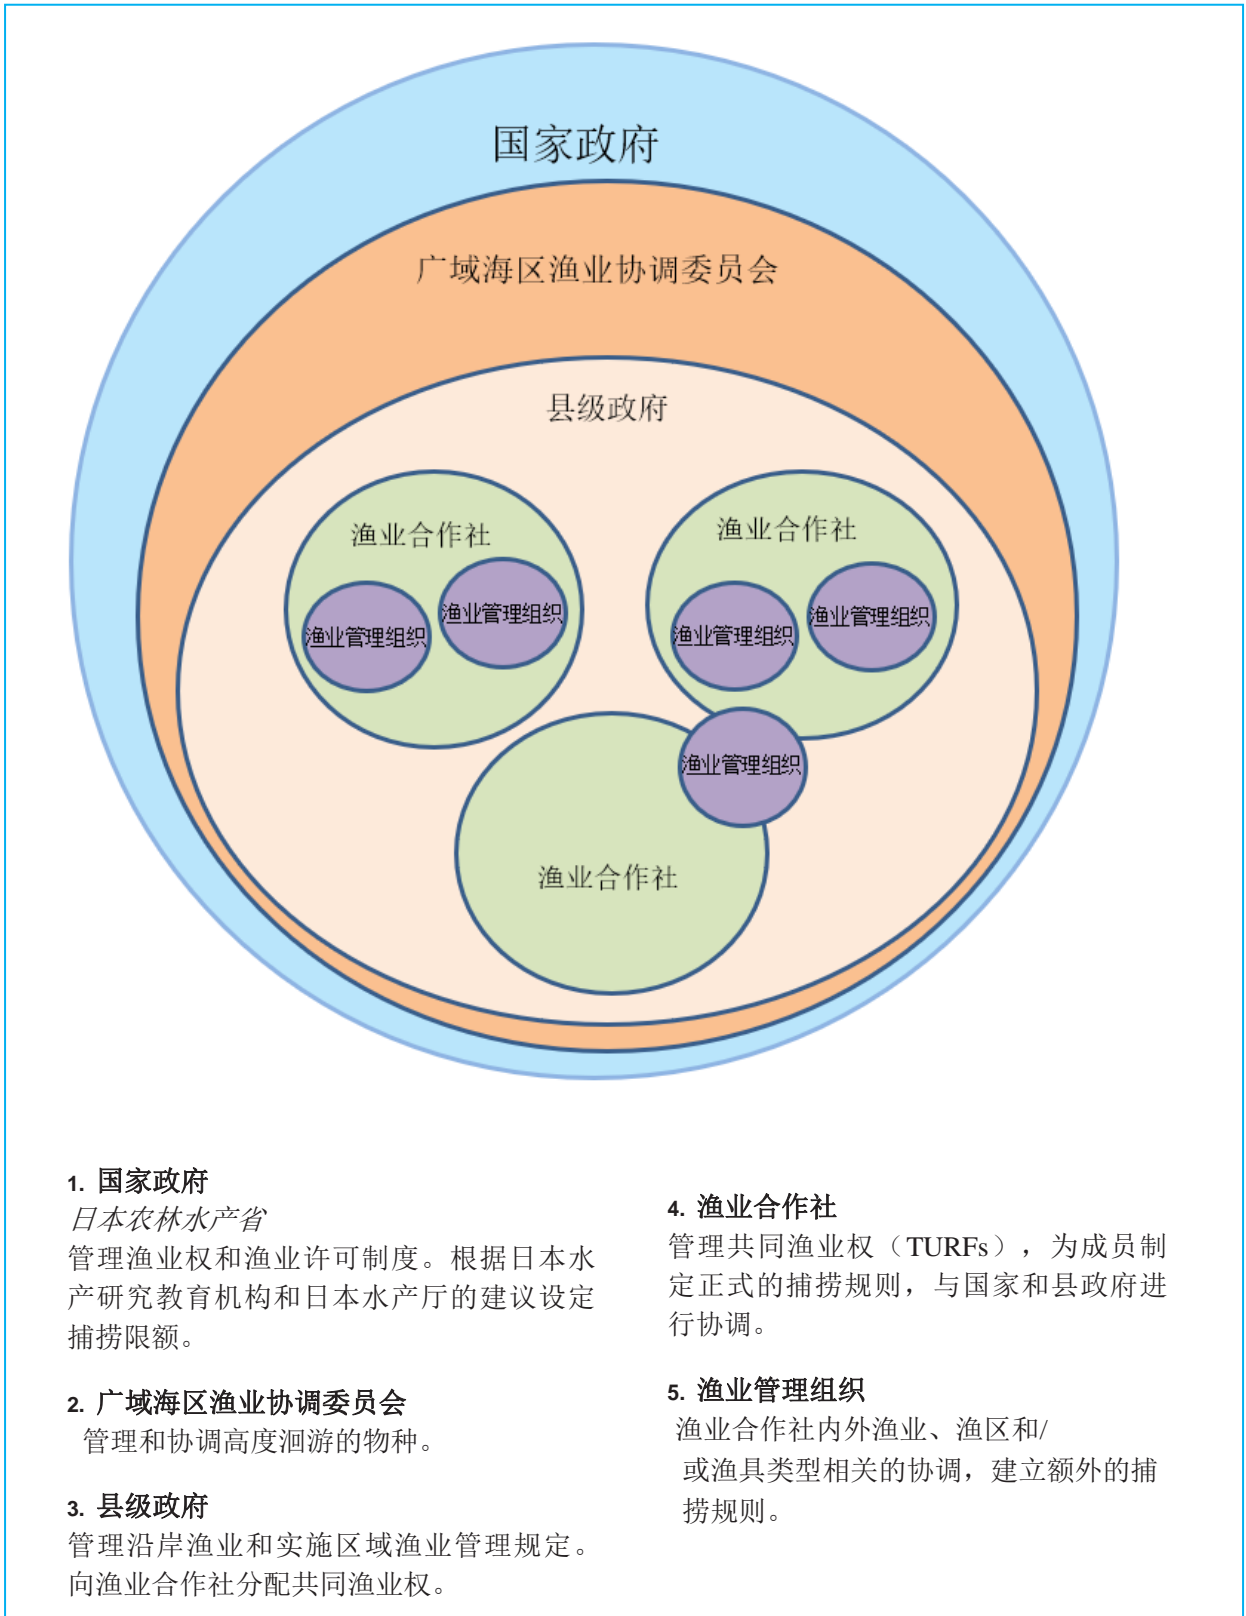 国家政府
广域海区渔业协调委员会
县级政府
渔业合作社
渔业合作社
渔业管理组织
渔业管理组织
渔业管理组织
渔业管理组织
渔业管理组织
渔业合作社
1. 国家政府
日本农林水产省
管理渔业权和渔业许可制度。根据日本水
产研究教育机构和日本水产厅的建议设定
捕捞限额。
2. 广域海区渔业协调委员会
管理和协调高度洄游的物种。
3. 县级政府
管理沿岸渔业和实施区域渔业管理规定。
向渔业合作社分配共同渔业权。
4. 渔业合作社
管理共同渔业权（TURFs），为成员制
定正式的捕捞规则，与国家和县政府进
行协调。
5. 渔业管理组织
渔业合作社内外渔业、渔区和/
或渔具类型相关的协调，建立额外的捕
捞规则。